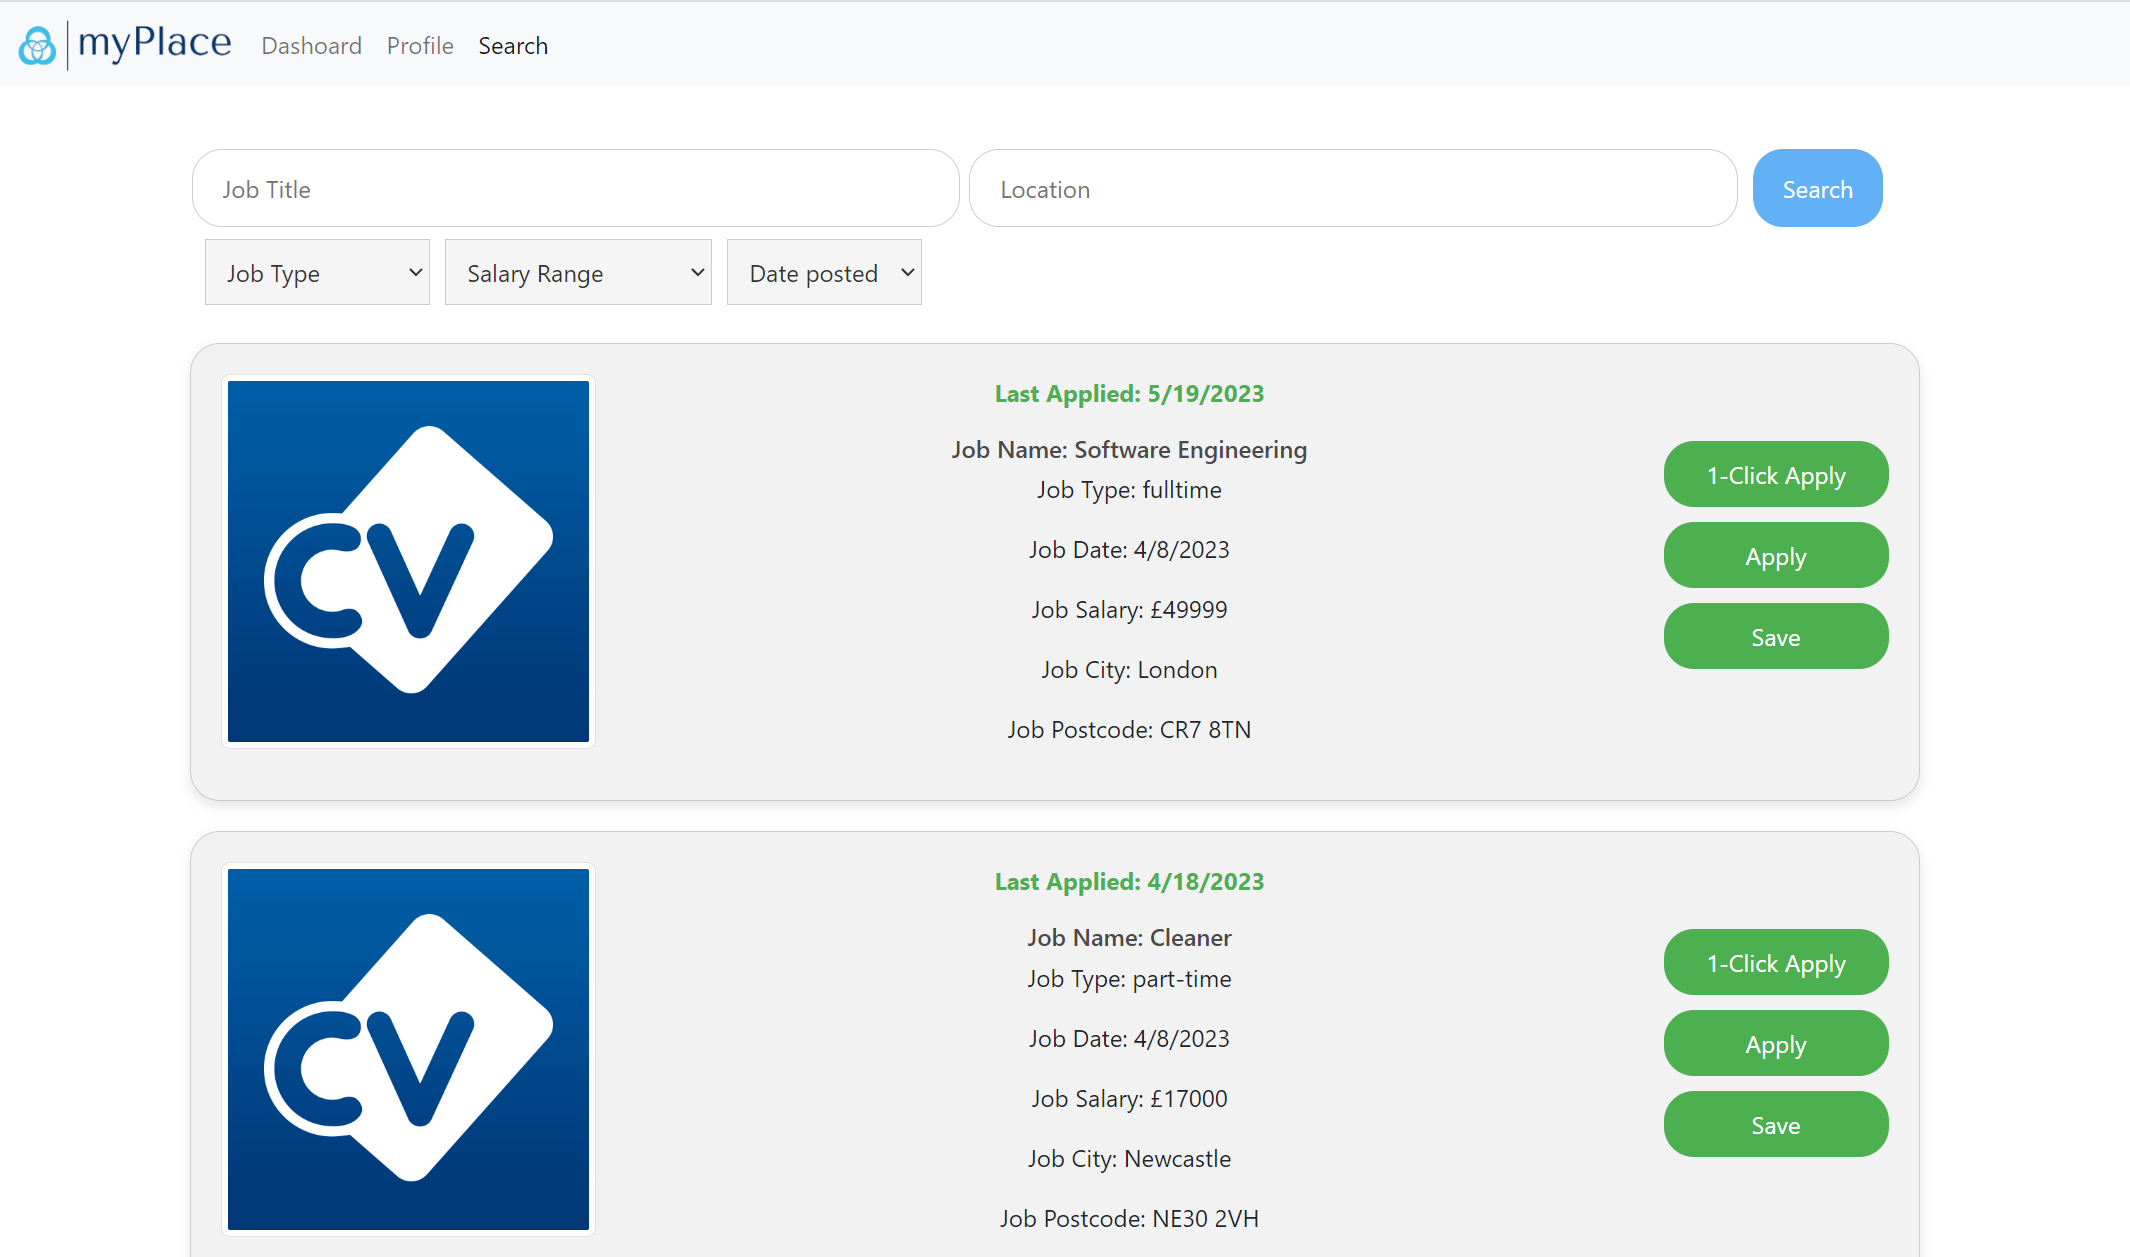 myPlace Dashoard Profile Search
Job Title Location Search
Job Type Salary Range Date posted
CV
Last Applied: 5/19/2023
Job Name: Software Engineering
Job Type: fulltime
Job Date: 4/8/2023
Job Salary: £49999
Job City: London
Job Postcode: CR7 8TN
1-Click Apply
Apply
Save
CV
Last Applied: 4/18/2023
Job Name: Cleaner
Job Type: part-time
Job Date: 4/8/2023
Job Salary: £17000
Job City: Newcastle
Job Postcode: NE30 2VH
1-Click Apply
Apply
Save